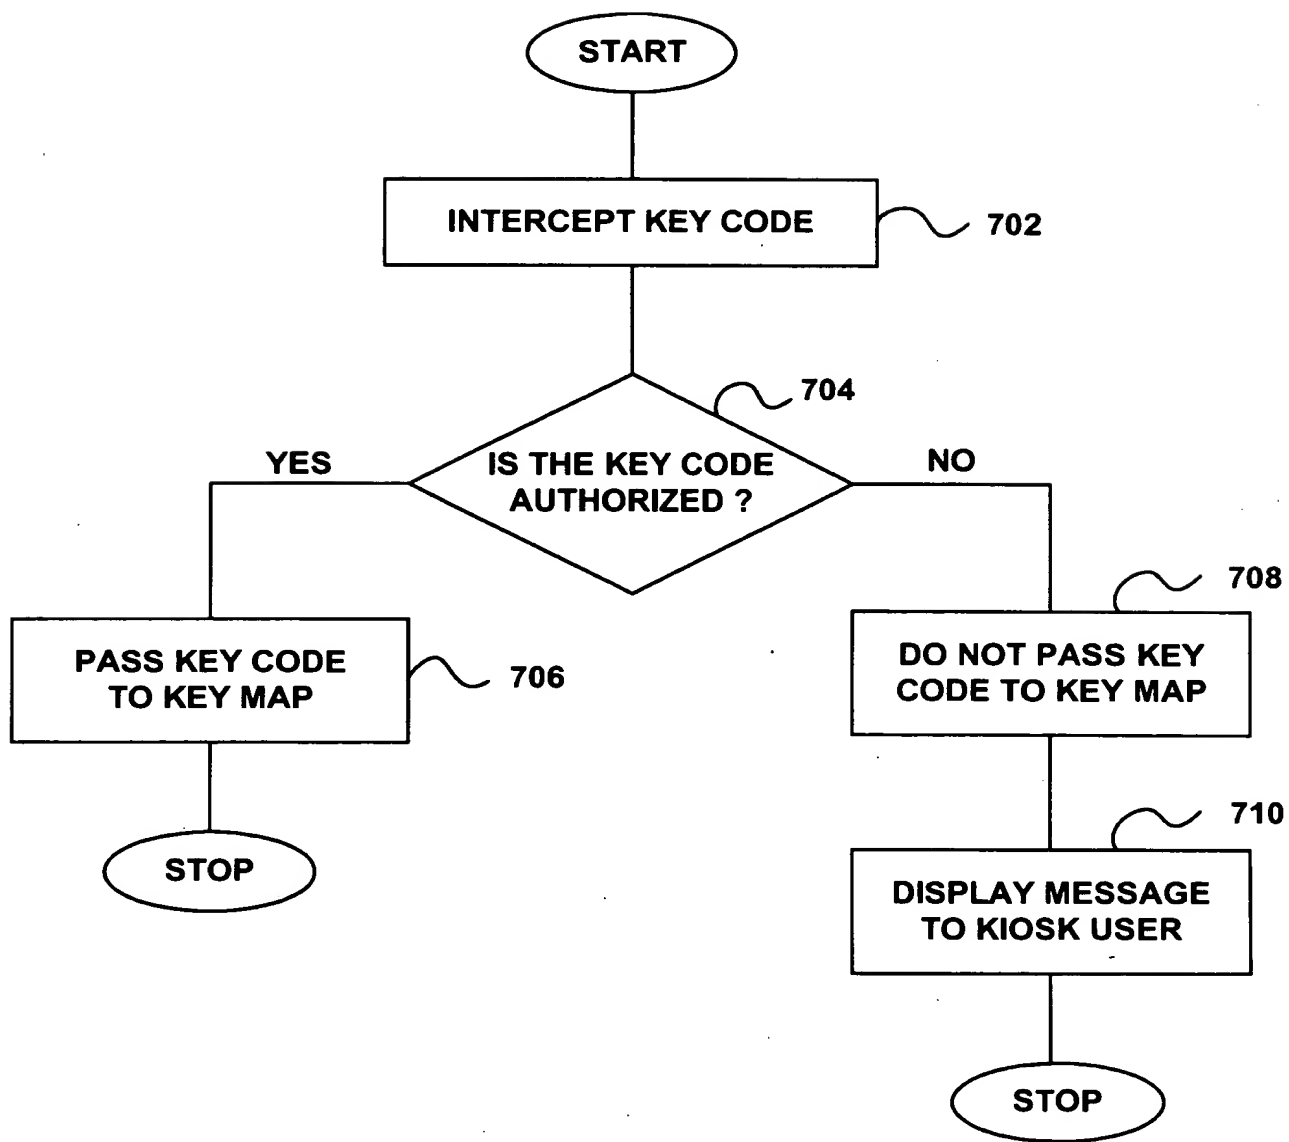 START
INTERCEPT KEY CODE
702
704
YES
IS THE KEY CODE
AUTHORIZED ?
NO
708
PASS KEY CODE
TO KEY MAP
706
DO NOT PASS KEY
CODE TO KEY MAP
710
STOP
DISPLAY MESSAGE
TO KIOSK USER
STOP